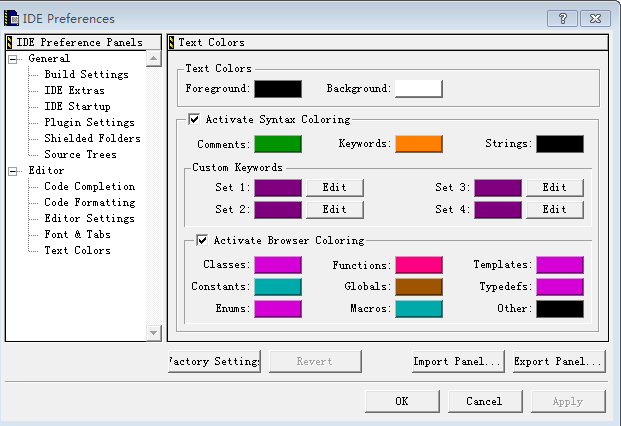 IDE Preferences
IDE Preference Panels
General
Build Settings
IDE Extras
IDE Startup
Plugin Settings
Shielded Folders
Source Trees
Editor
Code Completion
Code Formatting
Editor Settings
Font & Tabs
Text Colors
Text Colors
Text Colors
Foreground: Background:
Activate Syntax Coloring
Comments: Keywords: Strings:
Custom Keywords
Set 1: Edit Set 3: Edit
Set 2: Edit Set 4: Edit
Activate Browser Coloring
Classes: Functions: Templates:
Constants: Globals: Typedefs:
Enums: Macros: Other:
Factory Settings Revert Import Panel... Export Panel...
OK Cancel Apply